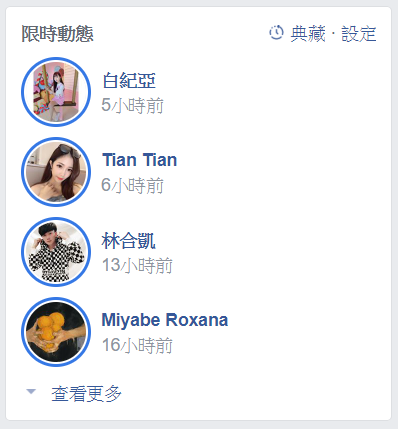 限時動態
典藏 · 設定
白紀亞
5小時前
Tian Tian
6小時前
林合凱
13小時前
Miyabe Roxana
16小時前
查看更多